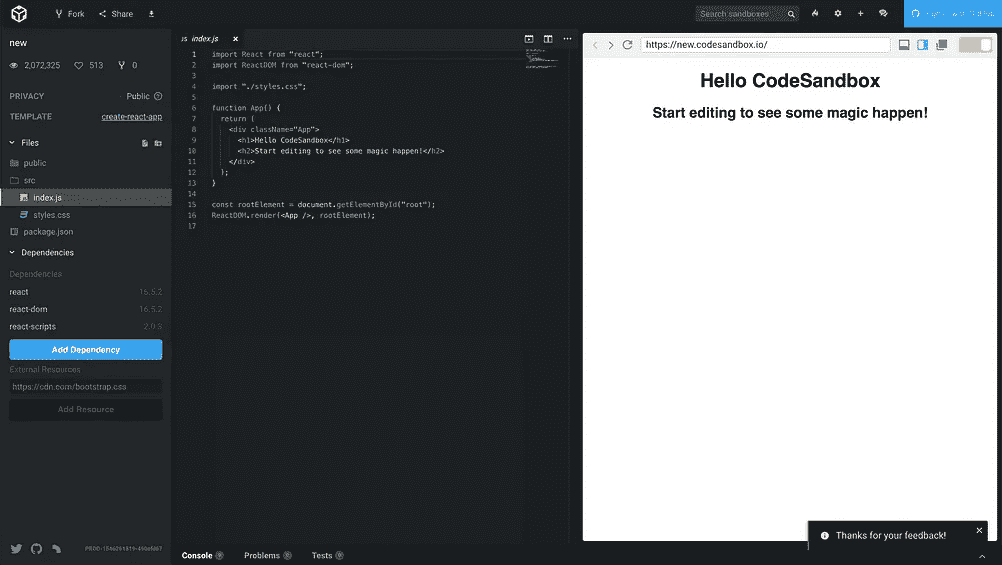 Fork Share
Search sandboxes
new
2,072,325 513 0
PRIVACY Public
TEMPLATE create-react-app
Files
public
src
index.js
styles.css
package.json
Dependencies
Dependencies
react 16.5.2
react-dom 16.5.2
react-scripts
Add Dependency
External Resources
https://cdn.com/bootstrap.css
Add Resource
JS index.js
1 import React from "react";
2 import ReactDOM from "react-dom";
3
4 import "./styles.css";
5
6 function App() {
7 return (
8 <div className="App">
9 <h1>Hello CodeSandbox</h1>
10 <h2>Start editing to see some magic happen!</h2>
11 </div>
12 );
13 }
14
15 const rootElement = document.getElementById("root");
16 ReactDOM.render(<App />, rootElement);
17
https://new.codesandbox.io/
Hello CodeSandbox
Start editing to see some magic happen!
Console 0 Problems 0 Tests 0
Thanks for your feedback!